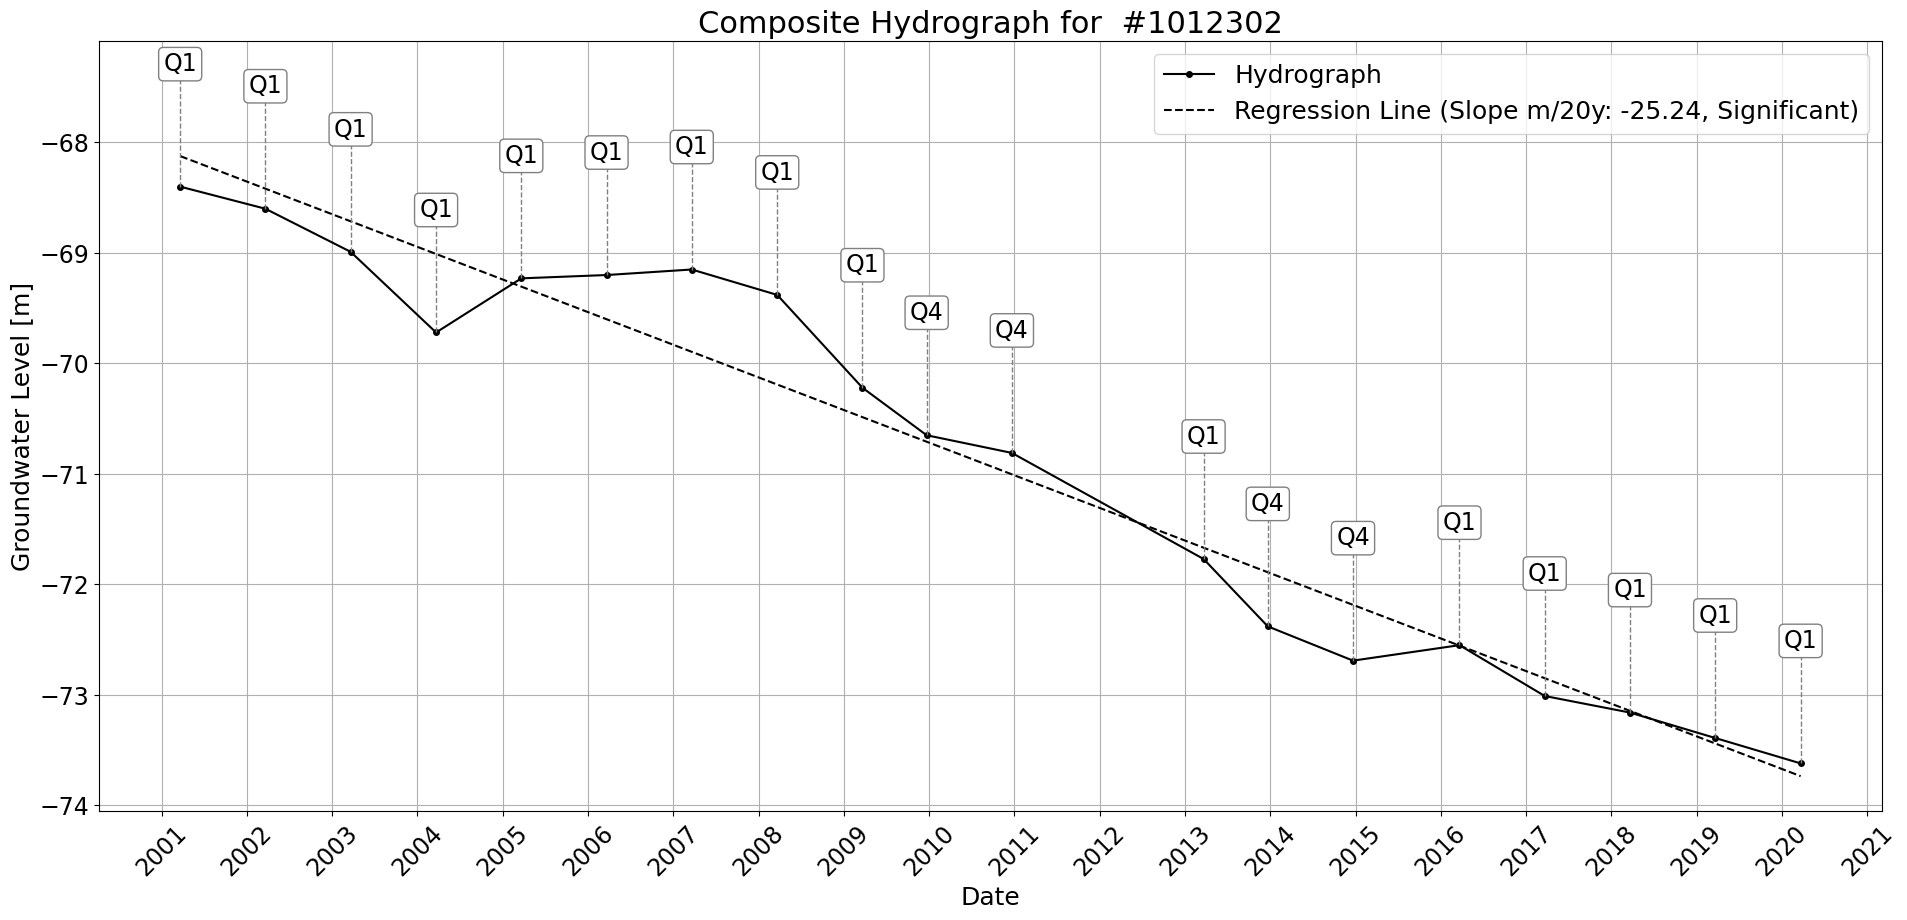 Composite Hydrograph for  #1012302
Hydrograph
Regression Line (Slope m/20y: -25.24, Significant)
Q1
Q1
Q1
Q1
Q1
Q1
Q1
Q1
Q1
Q4
Q4
Q1
Q4
Q4
Q1
Q1
Q1
Q1
Q1
Groundwater Level [m]
−68
−69
−70
−71
−72
−73
−74
2001
2002
2003
2004
2005
2006
2007
2008
2009
2010
2011
2012
2013
2014
2015
2016
2017
2018
2019
2020
2021
Date